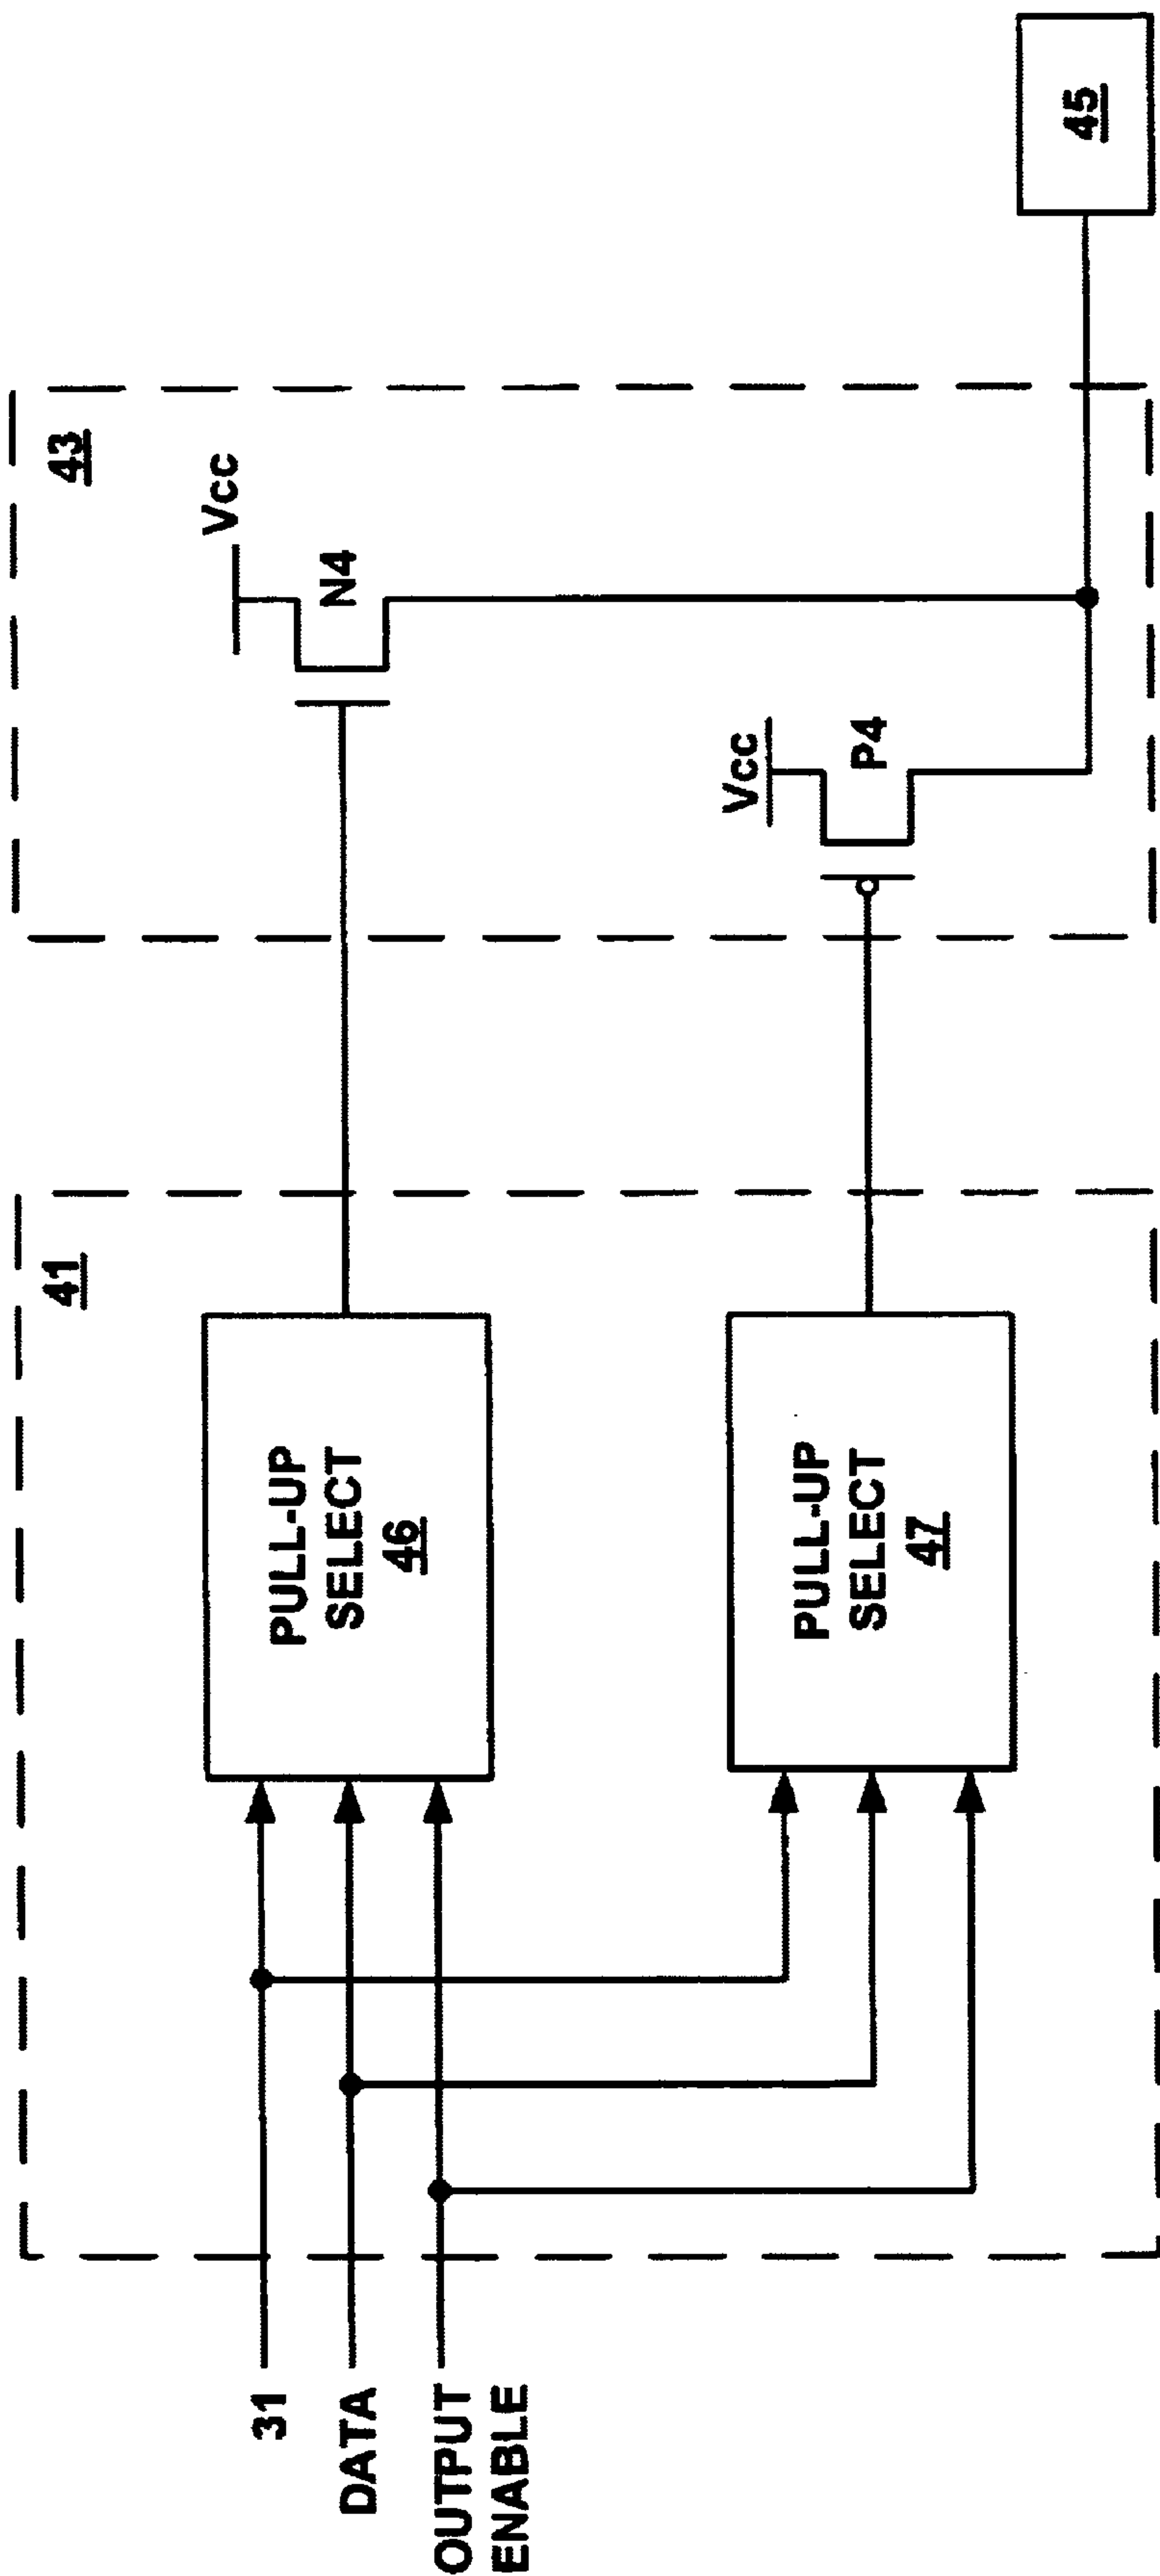 31
DATA
OUTPUT
ENABLE
41
PULL-UP
SELECT
46
PULL-UP
SELECT
47
43
Vcc
N4
Vcc
P4
45